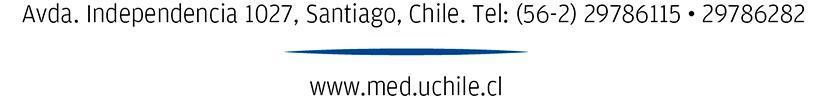 Avda. Independencia 1027, Santiago, Chile. Tel: (56-2) 29786115 • 29786282
www.med.uchile.cl